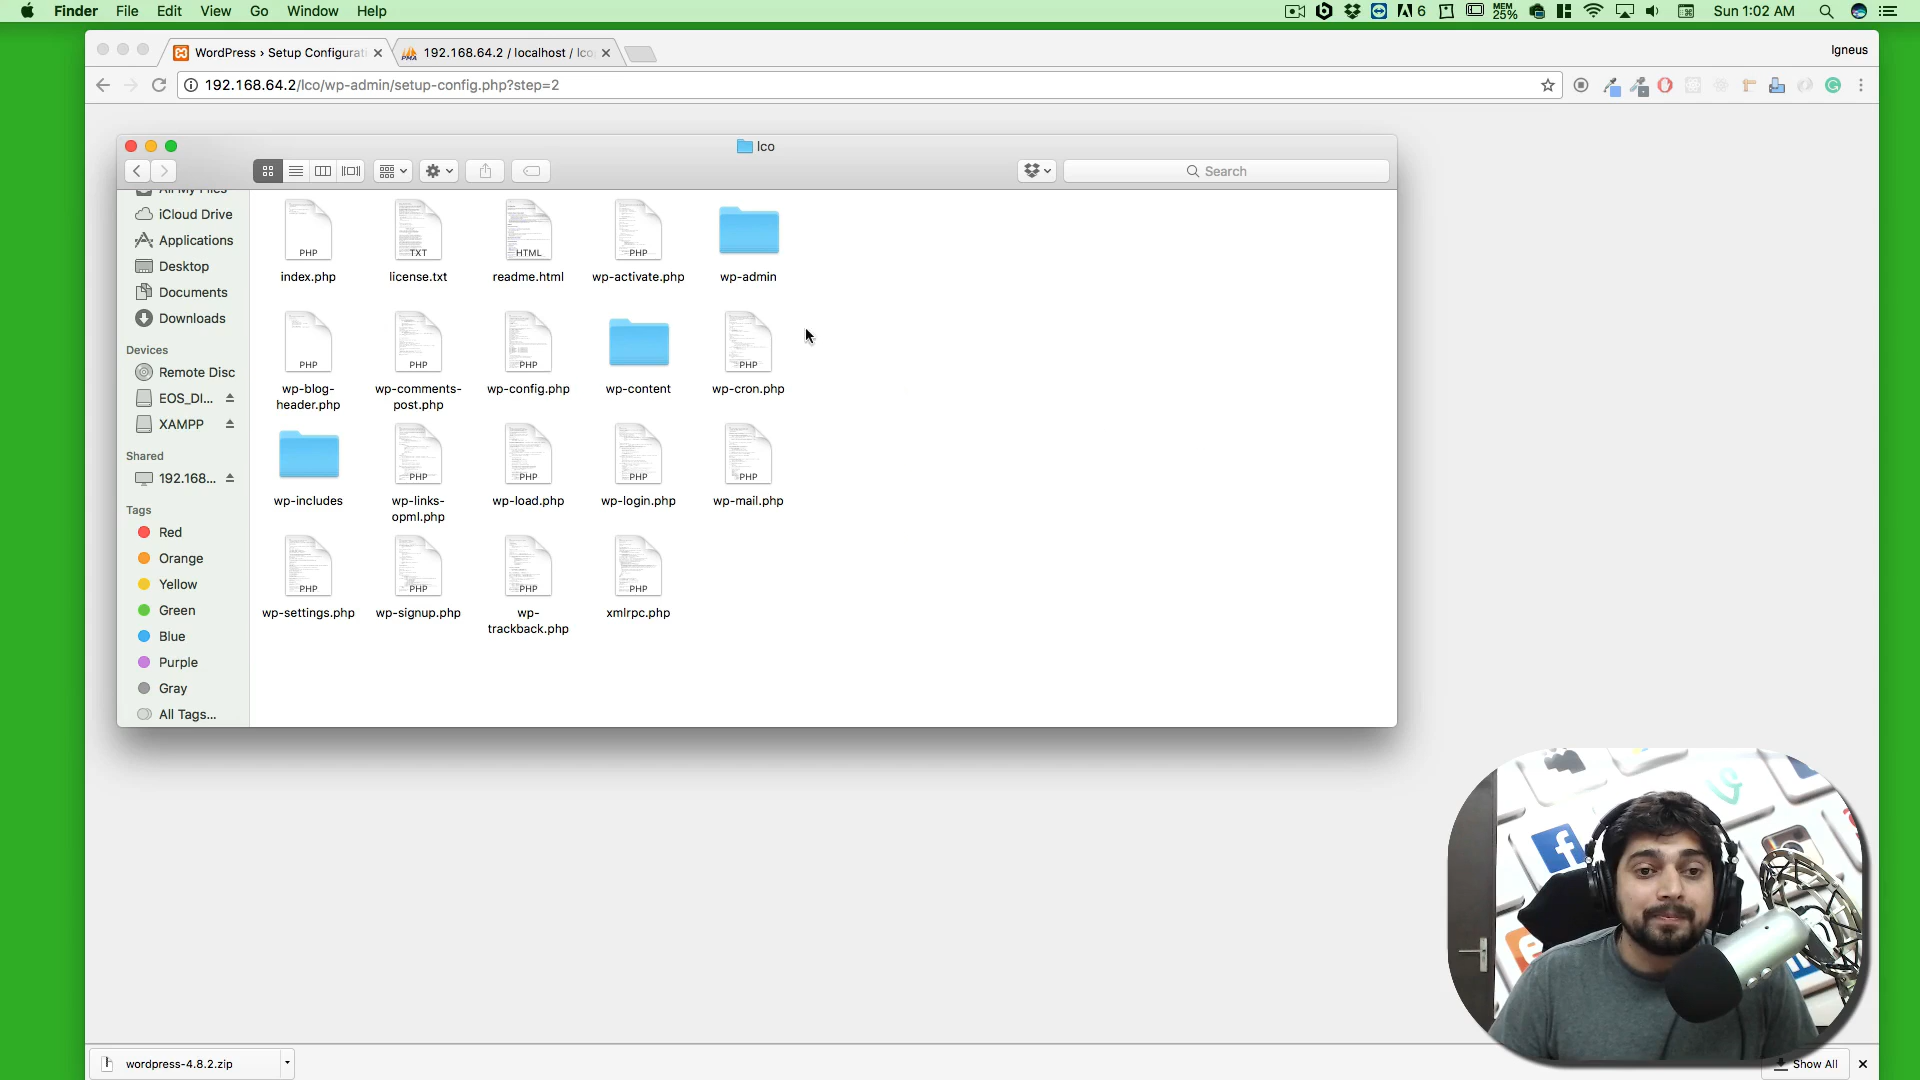 Finder File Edit View Go Window Help
6 MEM 25% Sun 1:02 AM
WordPress › Setup Configurat
PMA 192.168.64.2 / localhost / lco
Igneus
192.168.64.2/lco/wp-admin/setup-config.php?step=2
lco
Search
All My Files
iCloud Drive
Applications
Desktop
Documents
Downloads
Devices
Remote Disc
EOS_DI...
XAMPP
Shared
192.168...
Tags
Red
Orange
Yellow
Green
Blue
Purple
Gray
All Tags...
PHP TXT HTML PHP
index.php license.txt readme.html wp-activate.php wp-admin
PHP PHP PHP PHP
wp-blog-
header.php
wp-comments-
post.php
wp-config.php wp-content wp-cron.php
PHP PHP PHP PHP
wp-includes
wp-links-
opml.php
wp-load.php wp-login.php wp-mail.php
PHP PHP PHP PHP
wp-settings.php wp-signup.php
wp-
trackback.php
xmlrpc.php
wordpress-4.8.2.zip
Show All